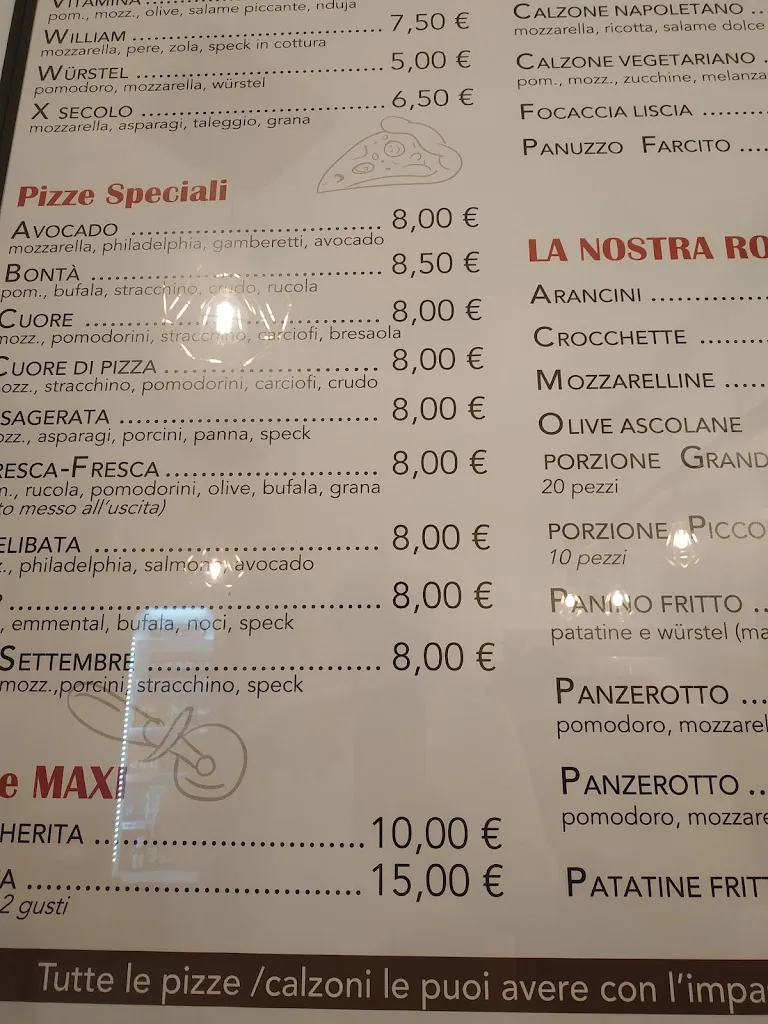 VITAMINA
pom., mozz., olive, salame piccante, nduja
WILLIAM ........ 7,50 €
mozzarella, pere, zola, speck in cottura
WÜRSTEL ........ 5,00 €
pomodoro, mozzarella, würstel
X SECOLO ........ 6,50 €
mozzarella, asparagi, taleggio, grana
Pizze Speciali
AVOCADO ........ 8,00 €
mozzarella, philadelphia, gamberetti, avocado
BONTÀ ........ 8,50 €
pom., bufala, stracchino, crudo, rucola
CUORE ........ 8,00 €
mozz., pomodorini, stracchino, carciofi, bresaola
CUORE DI PIZZA ........ 8,00 €
ozz., stracchino, pomodorini, carciofi, crudo
SAGERATA ........ 8,00 €
ozz., asparagi, porcini, panna, speck
RESCA-FRESCA ........ 8,00 €
m., rucola, pomodorini, olive, bufala, grana
to messo all'uscita)
ELIBATA ........ 8,00 €
z., philadelphia, salmone, avocado
........ 8,00 €
, emmental, bufala, noci, speck
SETTEMBRE ........ 8,00 €
mozz.,porcini, stracchino, speck
e MAXI
HERITA ........ 10,00 €
A ........ 15,00 €
2 gusti
CALZONE NAPOLETANO ..
mozzarella, ricotta, salame dolce
CALZONE VEGETARIANO .
pom., mozz., zucchine, melanza
FOCACCIA LISCIA ........
PANUZZO FARCITO ....
LA NOSTRA RO
ARANCINI ........
CROCCHETTE ........
MOZZARELLINE .....
OLIVE ASCOLANE
PORZIONE GRAND
20 pezzi
PORZIONE PICCO
10 pezzi
PANINO FRITTO ..
patatine e würstel (ma
PANZEROTTO ...
pomodoro, mozzarel
PANZEROTTO ..
pomodoro, mozzare
PATATINE FRITT
Tutte le pizze /calzoni le puoi avere con l'impa